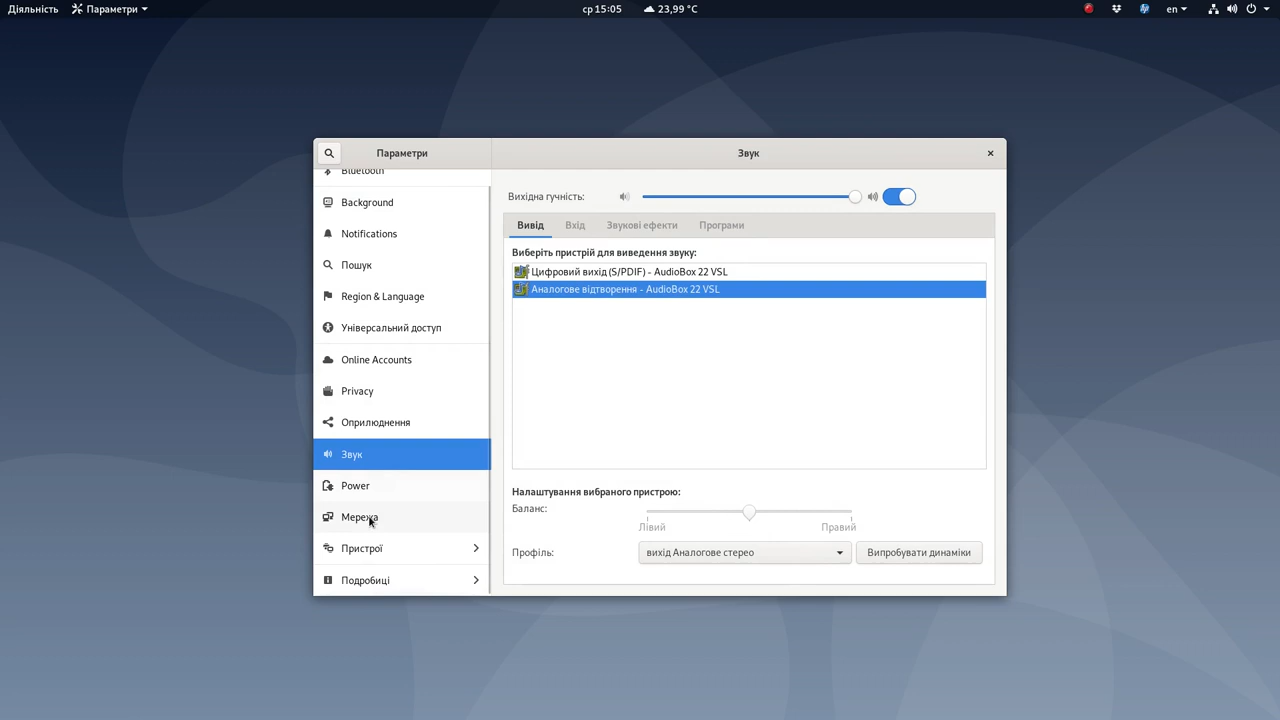 Діяльність Параметри ср 15:05 23,99 °C en
Параметри Звук
Bluetooth
Background
Notifications
Пошук
Region & Language
Універсальний доступ
Online Accounts
Privacy
Оприлюднення
Звук
Power
Мережа
Пристрої
Подробиці
Вихідна гучність:
Вивід Вхід Звукові ефекти Програми
Виберіть пристрій для виведення звуку:
Цифровий вихід (S/PDIF) - AudioBox 22 VSL
Аналогове відтворення - AudioBox 22 VSL
Налаштування вибраного пристрою:
Баланс:
Лівий Правий
Профіль: вихід Аналогове стерео Випробувати динаміки